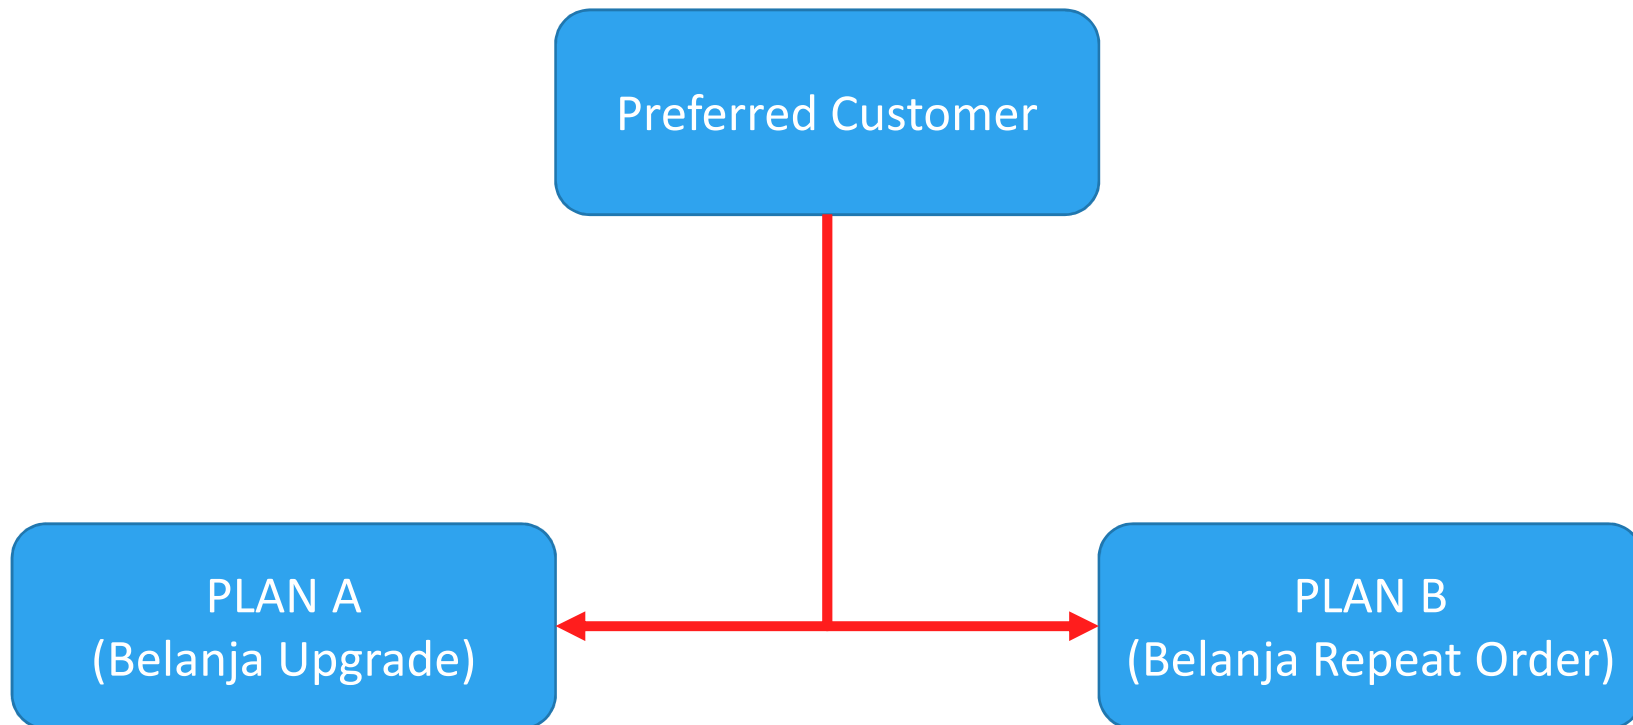 Preferred Customer
PLAN A
(Belanja Upgrade)
PLAN B
(Belanja Repeat Order)